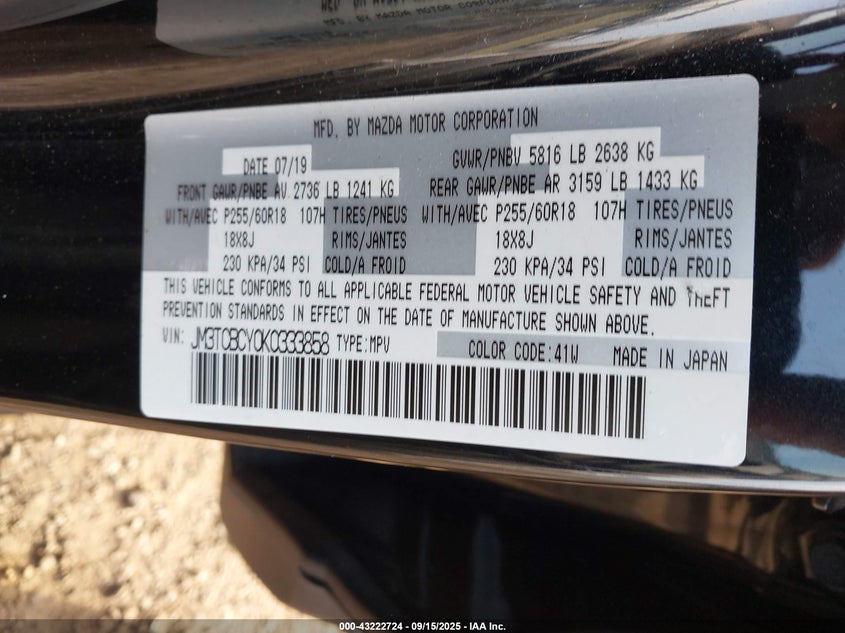 MFD. BY MAZDA MOTOR CORPORATION
MFD. BY MAZDA MOTOR CORPORATION
DATE 07/19 GVWR/PNBV 5816 LB 2638 KG
FRONT GAWR/PNBE AV 2736 LB 1241 KG REAR GAWR/PNBE AR 3159 LB 1433 KG
WITH/AVEC P255/60R18 107H TIRES/PNEUS WITH/AVEC P255/60R18 107H TIRES/PNEUS
18X8J RIMS/JANTES 18X8J RIMS/JANTES
230 KPA/34 PSI COLD/A FROID 230 KPA/34 PSI COLD/A FROID
THIS VEHICLE CONFORMS TO ALL APPLICABLE FEDERAL MOTOR VEHICLE SAFETY AND THEFT
PREVENTION STANDARDS IN EFFECT ON THE DATE OF MANUFACTURE SHOWN ABOVE.
VIN: JM3TCBCY0K0333858 TYPE:MPV COLOR CODE:41W MADE IN JAPAN
000-43222724 - 09/15/2025 - IAA Inc.